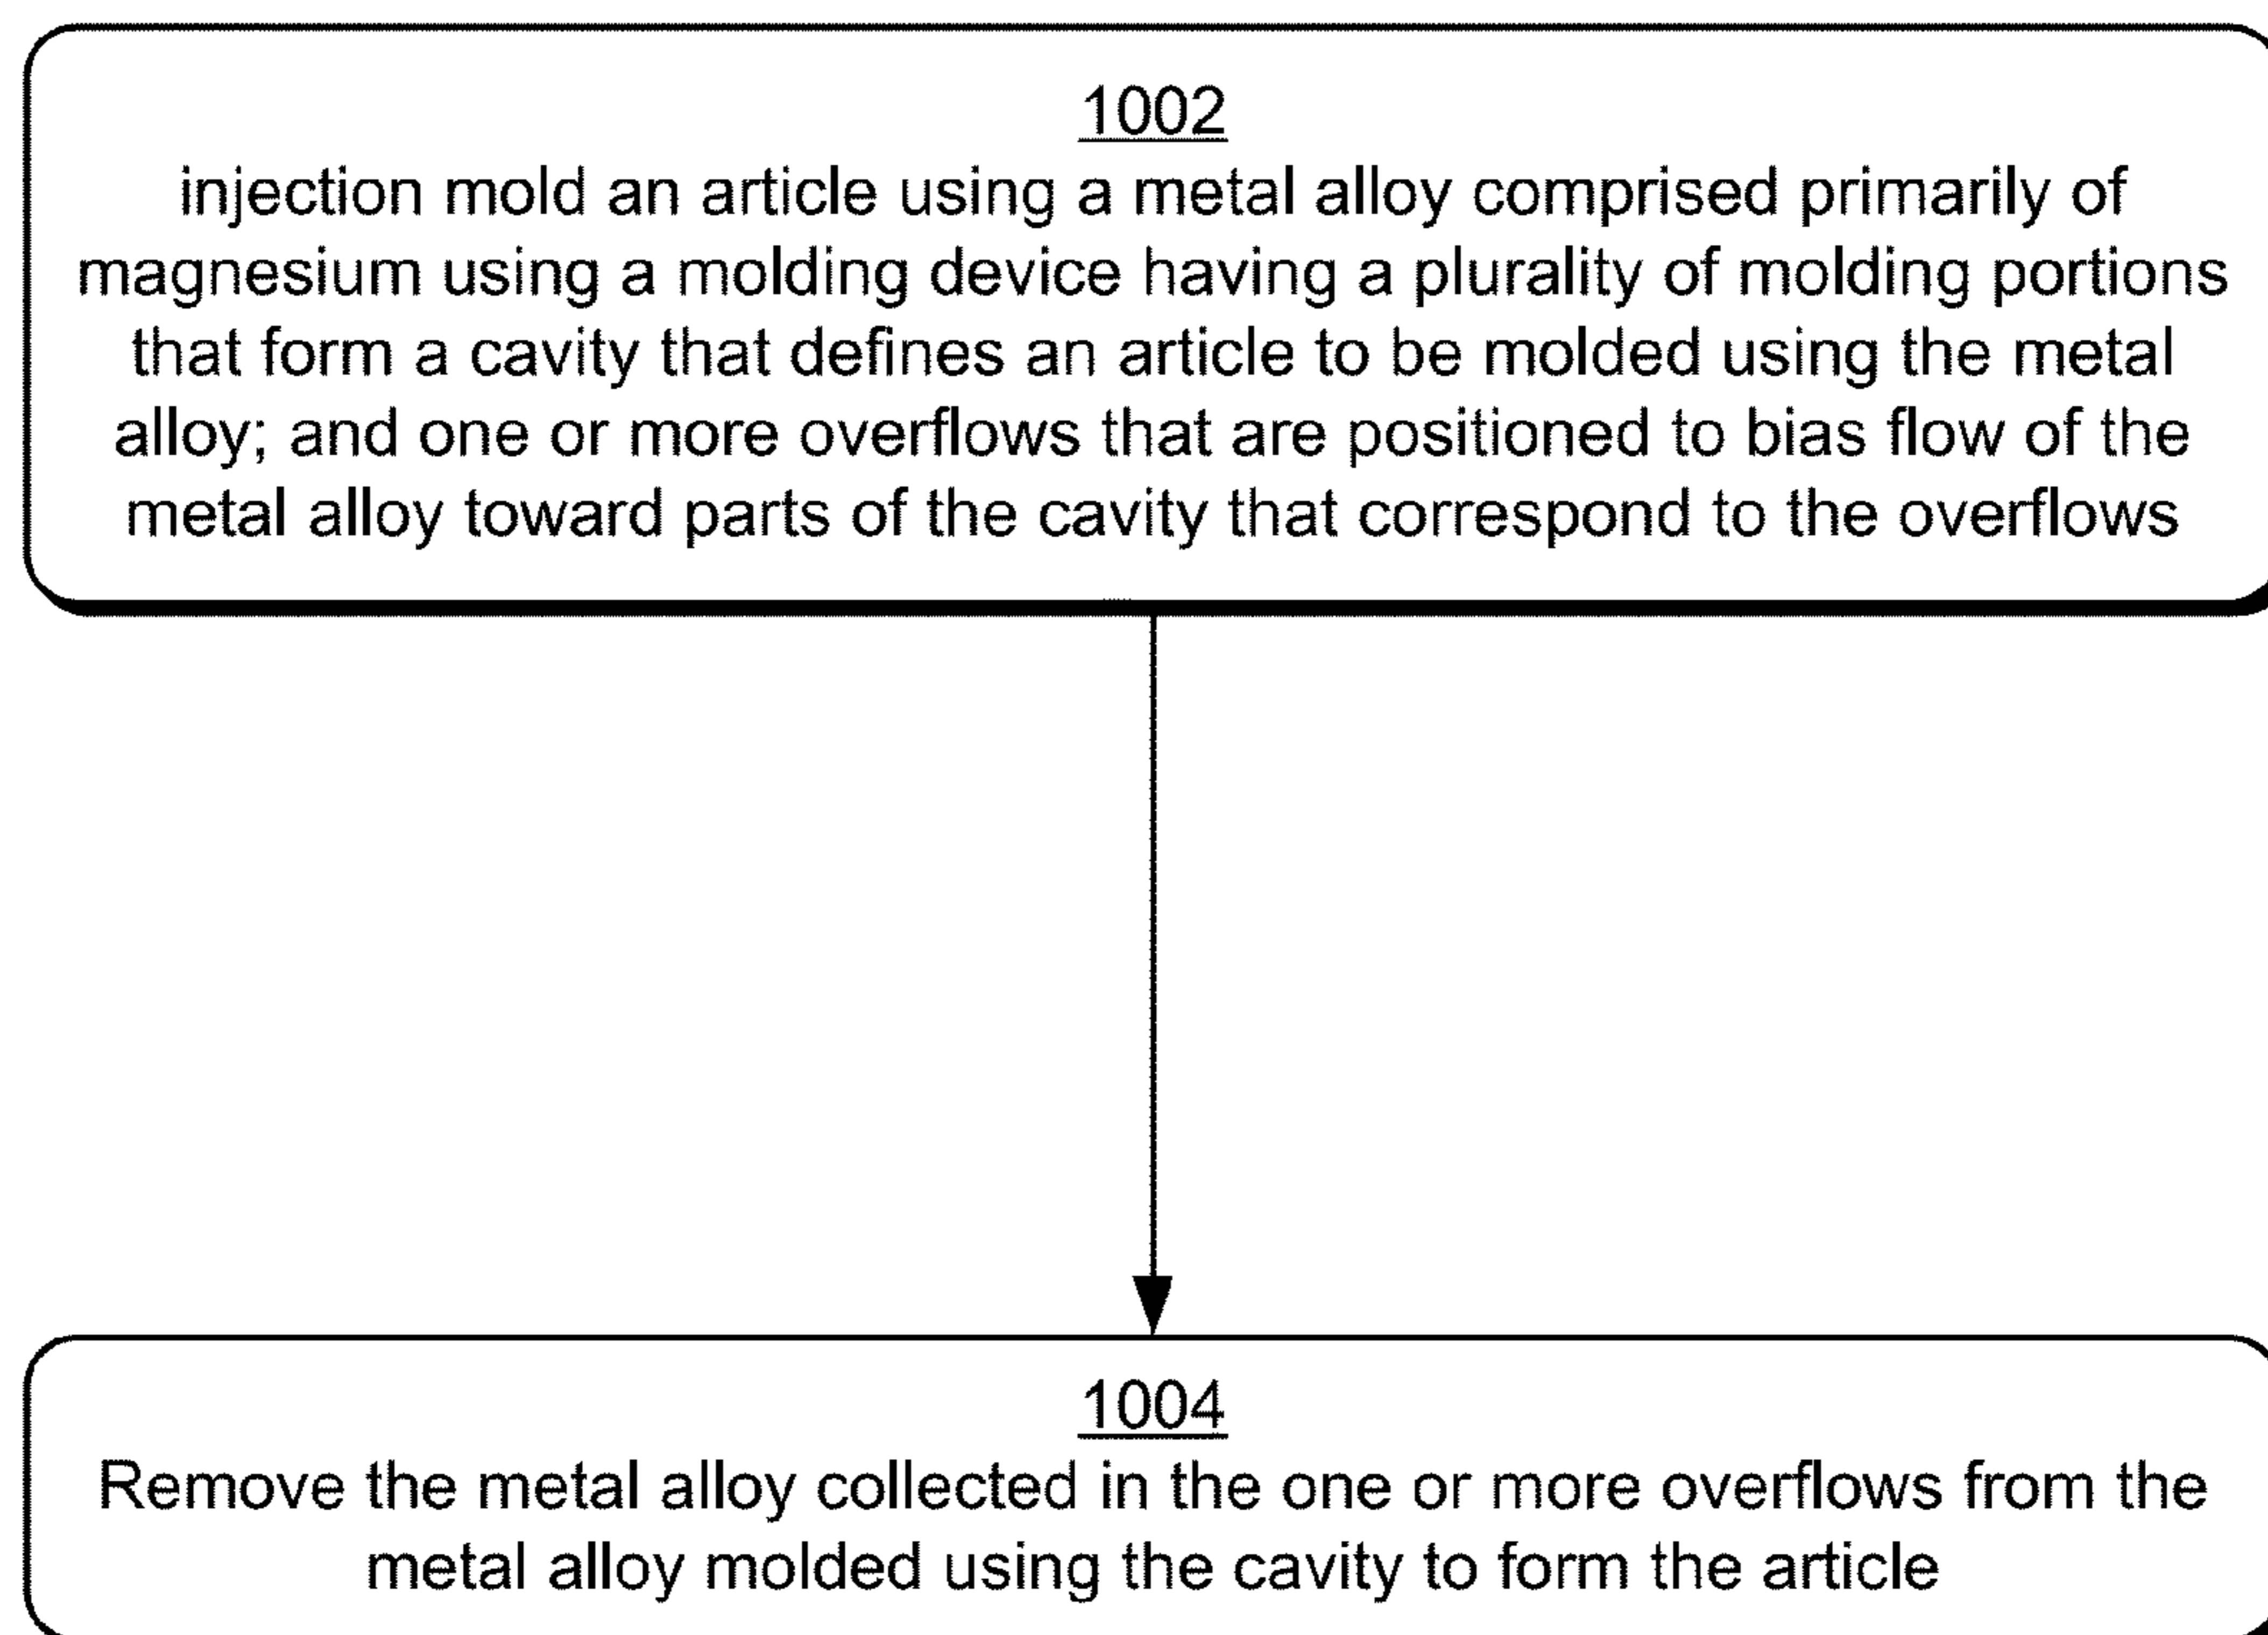 1002
injection mold an article using a metal alloy comprised primarily of
magnesium using a molding device having a plurality of molding portions
that form a cavity that defines an article to be molded using the metal
alloy; and one or more overflows that are positioned to bias flow of the
metal alloy toward parts of the cavity that correspond to the overflows
1004
Remove the metal alloy collected in the one or more overflows from the
metal alloy molded using the cavity to form the article